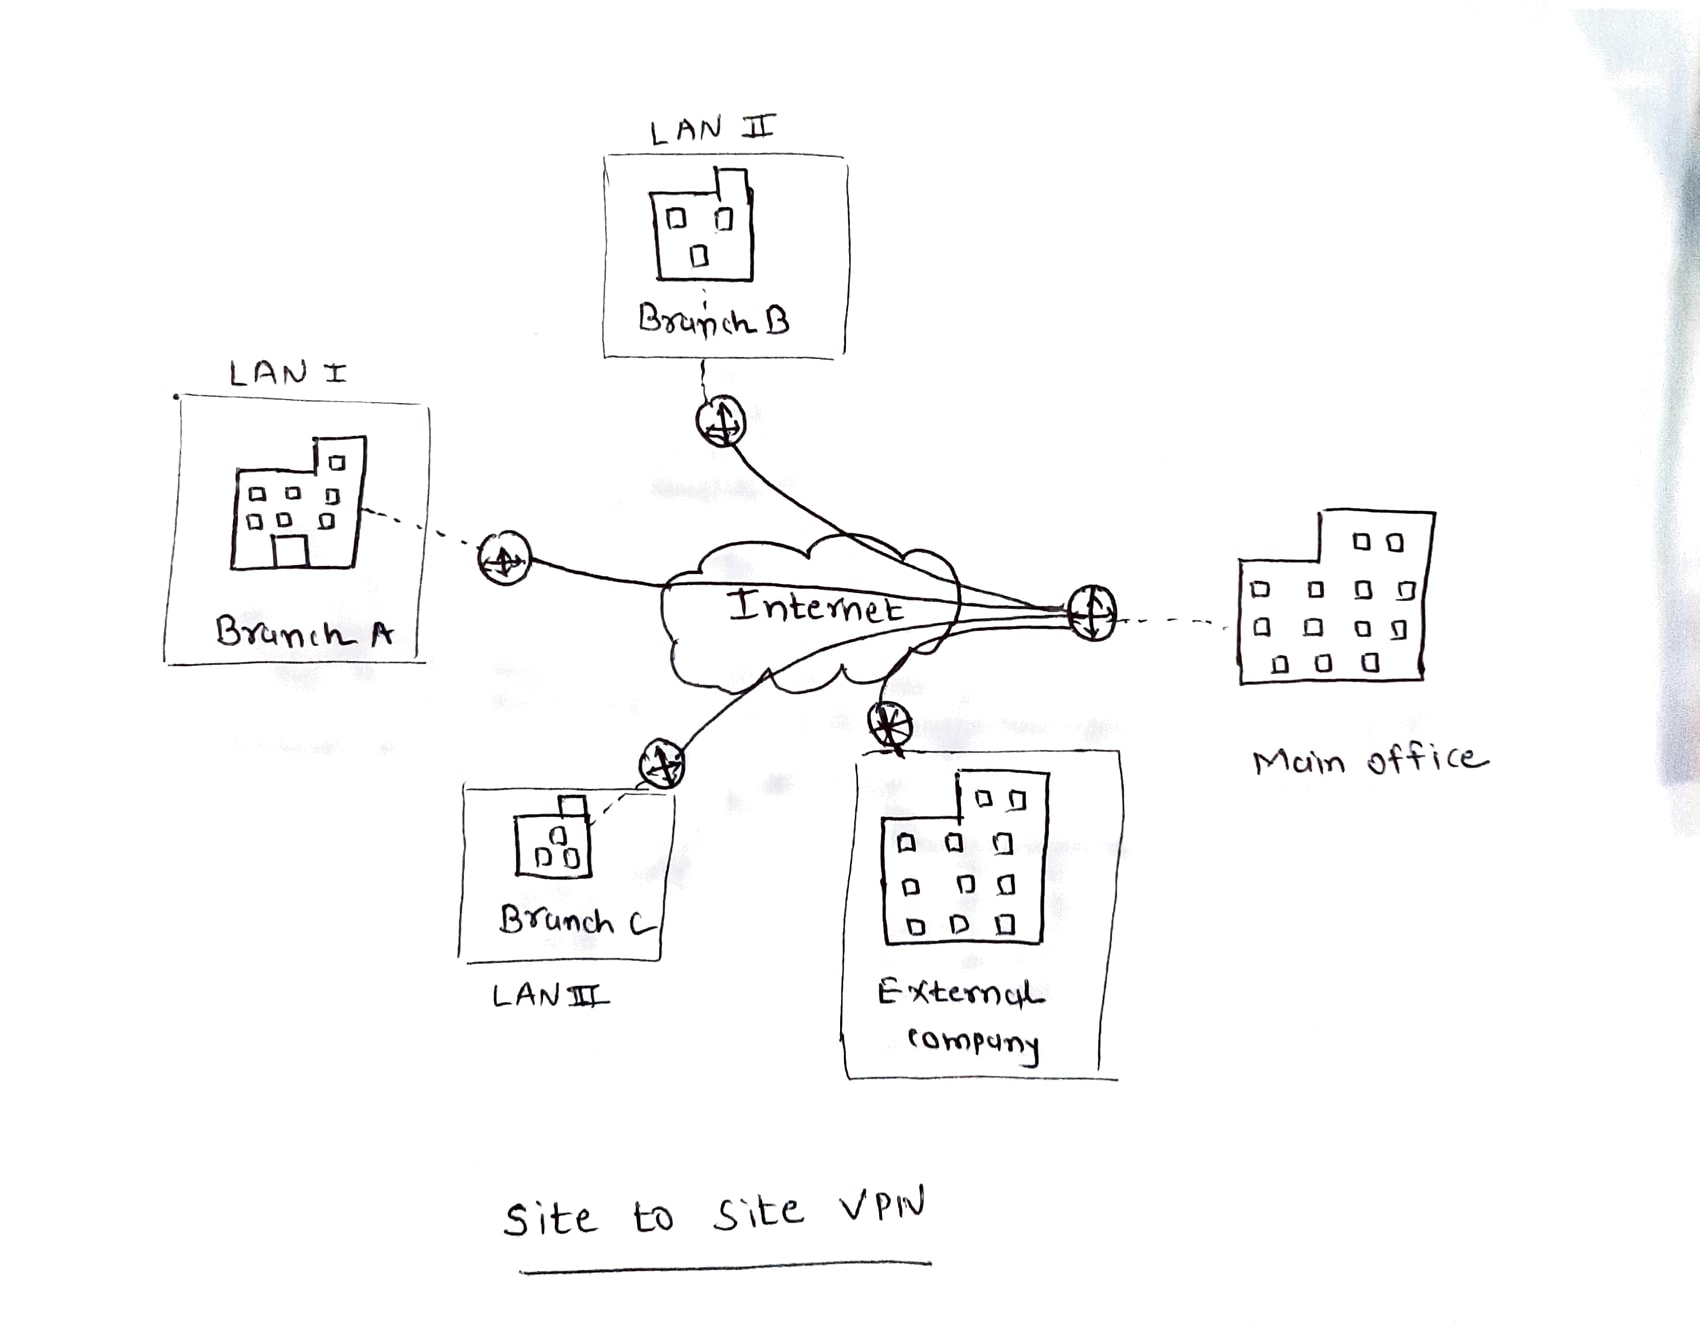 LAN II
Branch B
LAN I
Branch A
Internet
Main office
Branch C
LAN III
External
company
Site to Site VPN